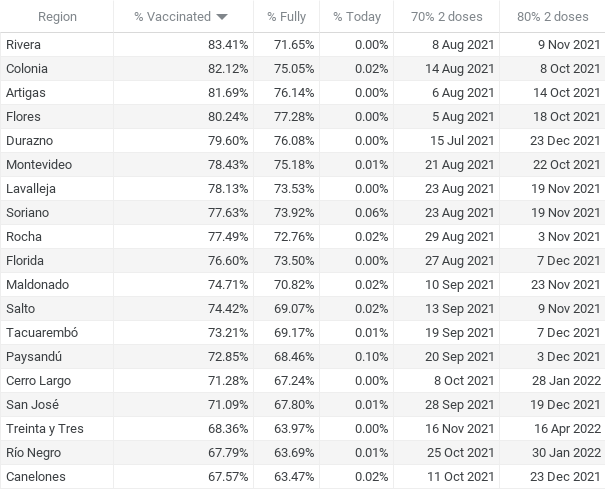 Region % Vaccinated % Fully % Today 70% 2 doses 80% 2 doses
Rivera 83.41% 71.65% 0.00% 8 Aug 2021 9 Nov 2021
Colonia 82.12% 75.05% 0.02% 14 Aug 2021 8 Oct 2021
Artigas 81.69% 76.14% 0.00% 6 Aug 2021 14 Oct 2021
Flores 80.24% 77.28% 0.00% 5 Aug 2021 18 Oct 2021
Durazno 79.60% 76.08% 0.00% 15 Jul 2021 23 Dec 2021
Montevideo 78.43% 75.18% 0.01% 21 Aug 2021 22 Oct 2021
Lavalleja 78.13% 73.53% 0.00% 23 Aug 2021 19 Nov 2021
Soriano 77.63% 73.92% 0.06% 23 Aug 2021 19 Nov 2021
Rocha 77.49% 72.76% 0.02% 29 Aug 2021 3 Nov 2021
Florida 76.60% 73.50% 0.00% 27 Aug 2021 7 Dec 2021
Maldonado 74.71% 70.82% 0.02% 10 Sep 2021 23 Nov 2021
Salto 74.42% 69.07% 0.02% 13 Sep 2021 9 Nov 2021
Tacuarembó 73.21% 69.17% 0.01% 19 Sep 2021 7 Dec 2021
Paysandú 72.85% 68.46% 0.10% 20 Sep 2021 3 Dec 2021
Cerro Largo 71.28% 67.24% 0.00% 8 Oct 2021 28 Jan 2022
San José 71.09% 67.80% 0.01% 28 Sep 2021 19 Dec 2021
Treinta y Tres 68.36% 63.97% 0.00% 16 Nov 2021 16 Apr 2022
Río Negro 67.79% 63.69% 0.01% 25 Oct 2021 30 Jan 2022
Canelones 67.57% 63.47% 0.02% 11 Oct 2021 23 Dec 2021